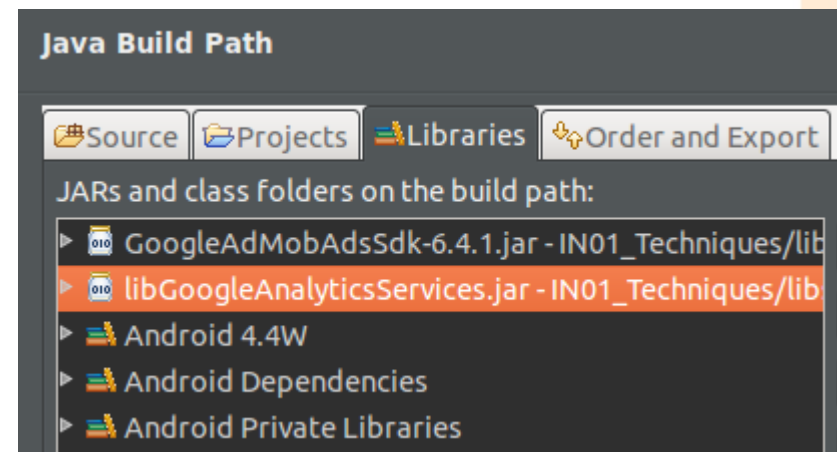 Java Build Path
Source Projects Libraries Order and Export
JARs and class folders on the build path:
GoogleAdMobAdsSdk-6.4.1.jar - IN01_Techniques/lib
libGoogleAnalyticsServices.jar - IN01_Techniques/lib
Android 4.4W
Android Dependencies
Android Private Libraries